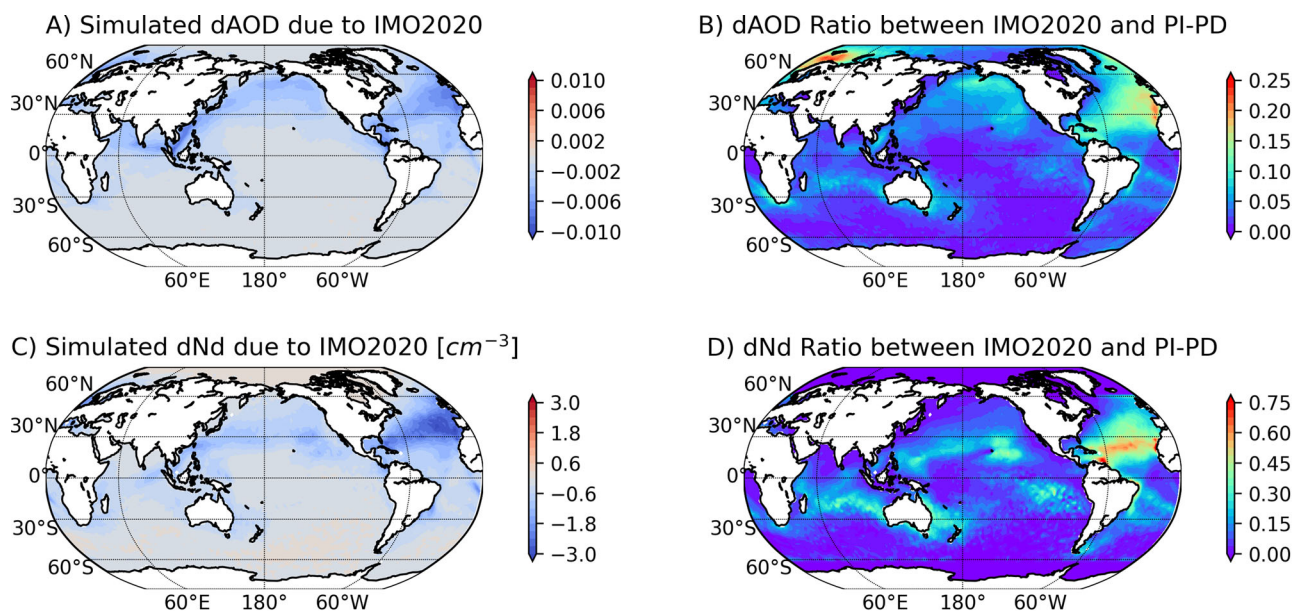 A) Simulated dAOD due to IMO2020
60°N
30°N
0°
30°S
60°S
60°E 180° 60°W
0.010
0.006
0.002
−0.002
−0.006
−0.010
B) dAOD Ratio between IMO2020 and PI-PD
60°N
30°N
0°
30°S
60°S
60°E 180° 60°W
0.25
0.20
0.15
0.10
0.05
0.00
C) Simulated dNd due to IMO2020 [cm⁻³]
60°N
30°N
0°
30°S
60°S
60°E 180° 60°W
3.0
1.8
0.6
−0.6
−1.8
−3.0
D) dNd Ratio between IMO2020 and PI-PD
60°N
30°N
0°
30°S
60°S
60°E 180° 60°W
0.75
0.60
0.45
0.30
0.15
0.00